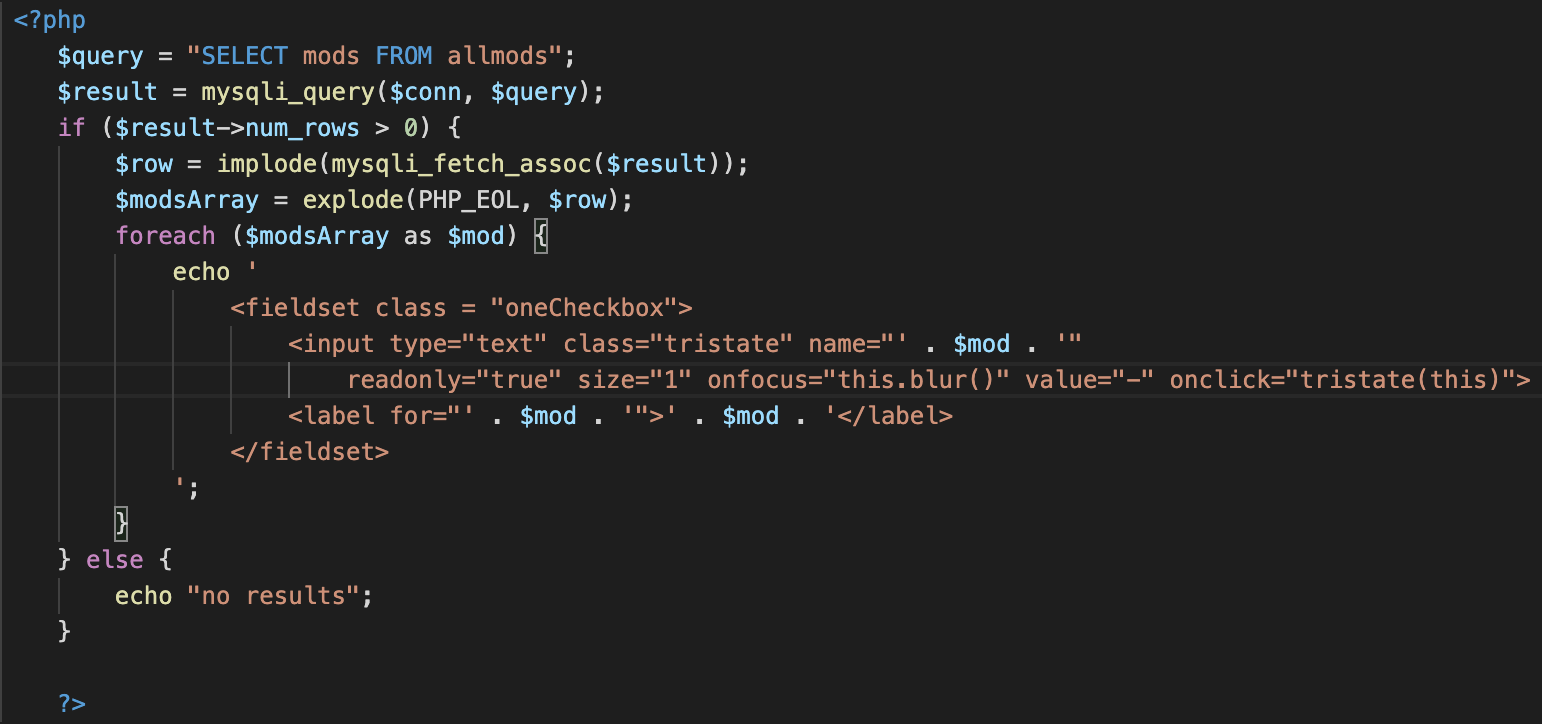 <?php
$query = "SELECT mods FROM allmods";
$result = mysqli_query($conn, $query);
if ($result->num_rows > 0) {
$row = implode(mysqli_fetch_assoc($result));
$modsArray = explode(PHP_EOL, $row);
foreach ($modsArray as $mod) {
echo '
<fieldset class = "oneCheckbox">
<input type="text" class="tristate" name="' . $mod . '"
readonly="true" size="1" onfocus="this.blur()" value="-" onclick="tristate(this)">
<label for="' . $mod . '">' . $mod . '</label>
</fieldset>
';
}
} else {
echo "no results";
}
?>